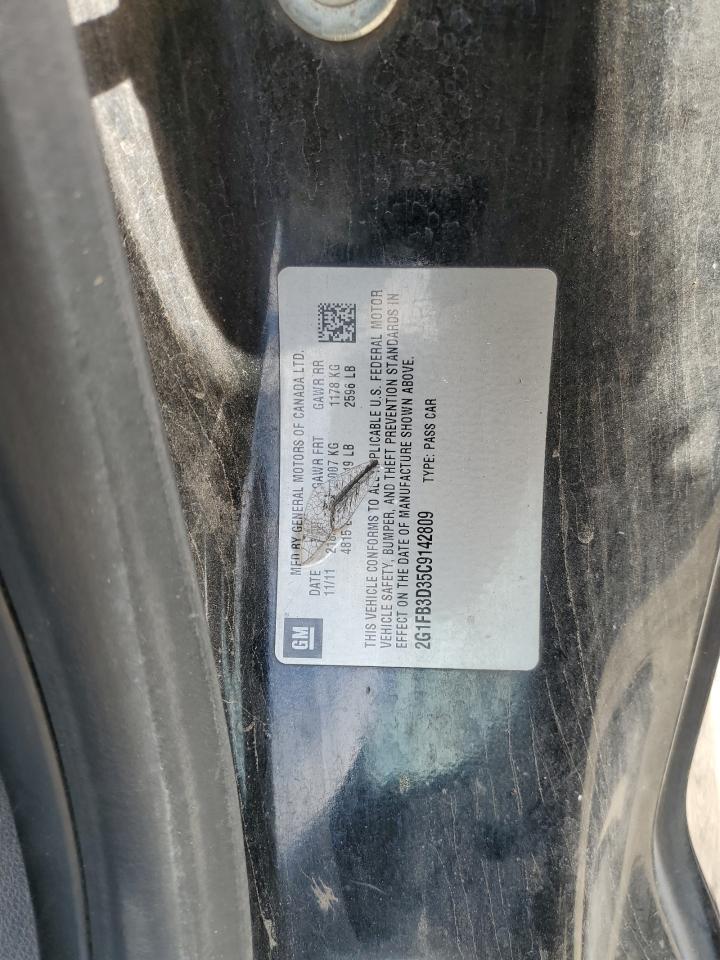 GM
MFD BY GENERAL MOTORS OF CANADA LTD.
DATE GAWR FRT GAWR RR
11/11 KG 1178 KG
4815 LB 2596 LB
THIS VEHICLE CONFORMS TO ALL APPLICABLE U.S. FEDERAL MOTOR
VEHICLE SAFETY, BUMPER, AND THEFT PREVENTION STANDARDS IN
EFFECT ON THE DATE OF MANUFACTURE SHOWN ABOVE.
2G1FB3D35C9142809 TYPE: PASS CAR